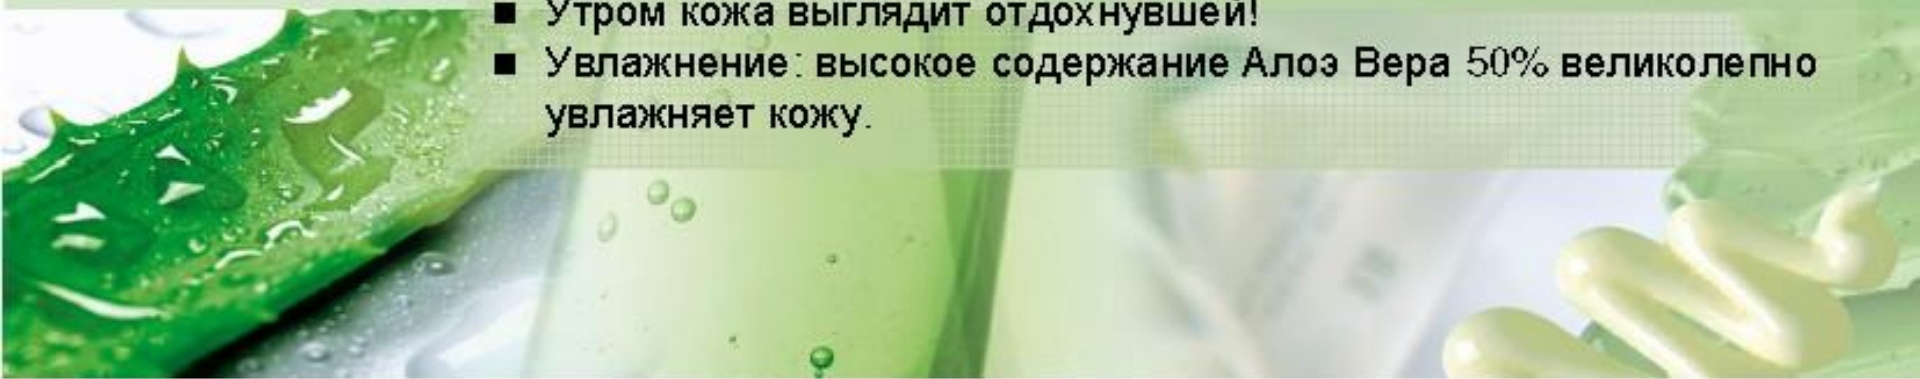 ■ Утром кожа выглядит отдохнувшей!
■ Увлажнение: высокое содержание Алоэ Вера 50% великолепно
увлажняет кожу.